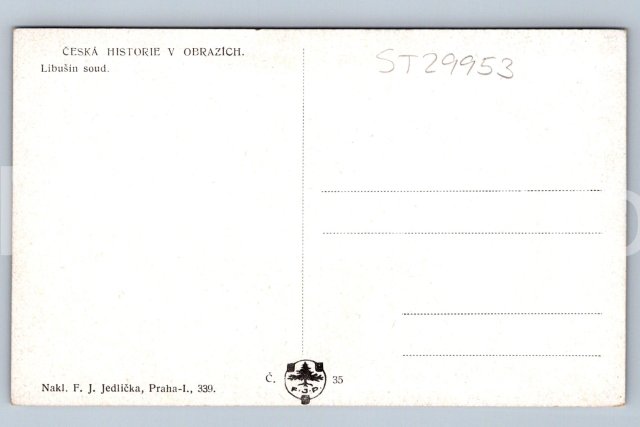 ČESKÁ HISTORIE V OBRAZÍCH.
Libušin soud.
ST29953
Nakl. F. J. Jedlička, Praha-I., 339.
Č. 35
F.J.P.